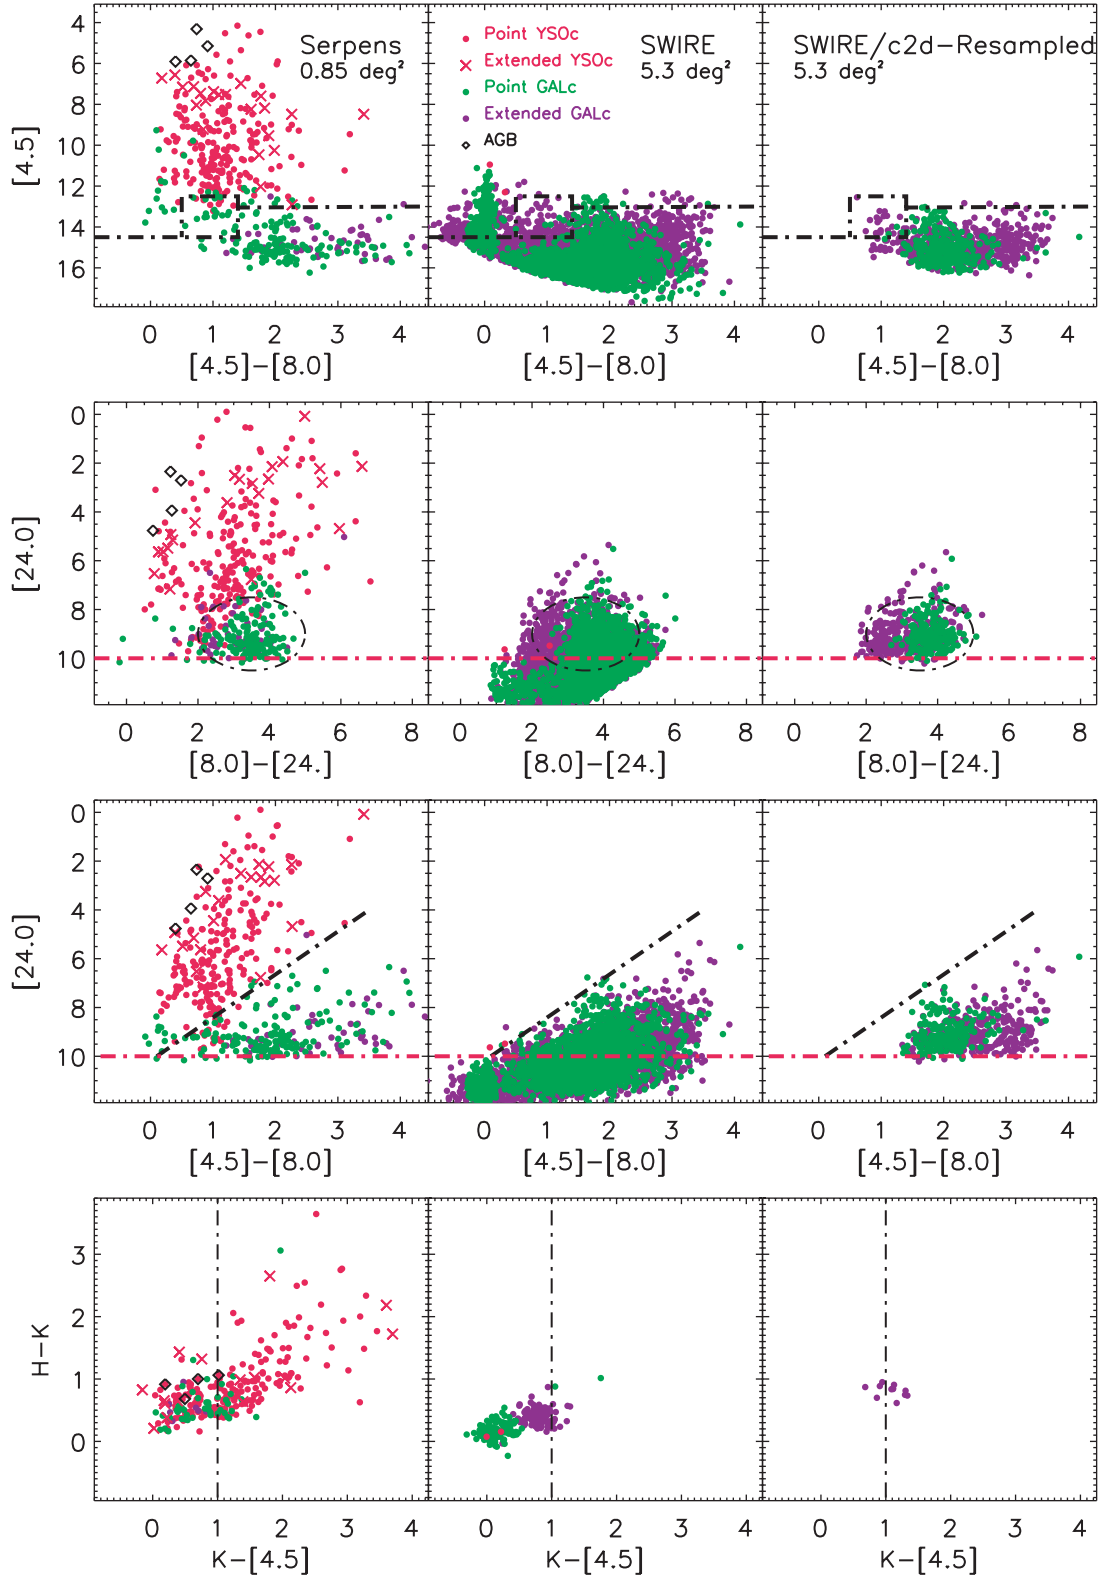 Serpens
0.85 deg²
Point YSOc
Extended YSOc
Point GALc
Extended GALc
AGB
SWIRE
5.3 deg²
SWIRE/c2d-Resampled
5.3 deg²
4
6
8
10
12
14
16
[4.5]
0 1 2 3 4
0 1 2 3 4
0 1 2 3 4
[4.5]-[8.0]
[4.5]-[8.0]
[4.5]-[8.0]
0
2
4
6
8
10
[24.0]
0 2 4 6 8
0 2 4 6 8
0 2 4 6 8
[8.0]-[24.]
[8.0]-[24.]
[8.0]-[24.]
0
2
4
6
8
10
[24.0]
0 1 2 3 4
0 1 2 3 4
0 1 2 3 4
[4.5]-[8.0]
[4.5]-[8.0]
[4.5]-[8.0]
3
2
1
0
H-K
0 1 2 3 4
0 1 2 3 4
0 1 2 3 4
K-[4.5]
K-[4.5]
K-[4.5]